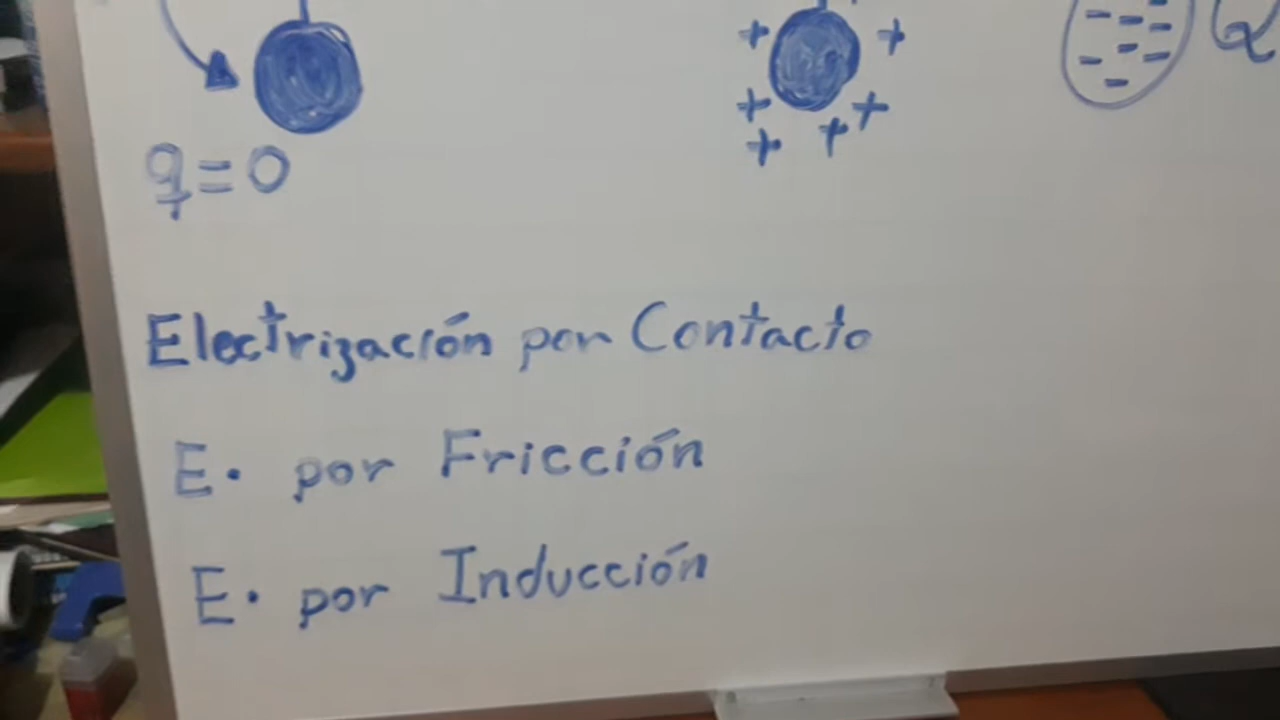 q=0
Electrización por Contacto
E. por Fricción
E. por Inducción